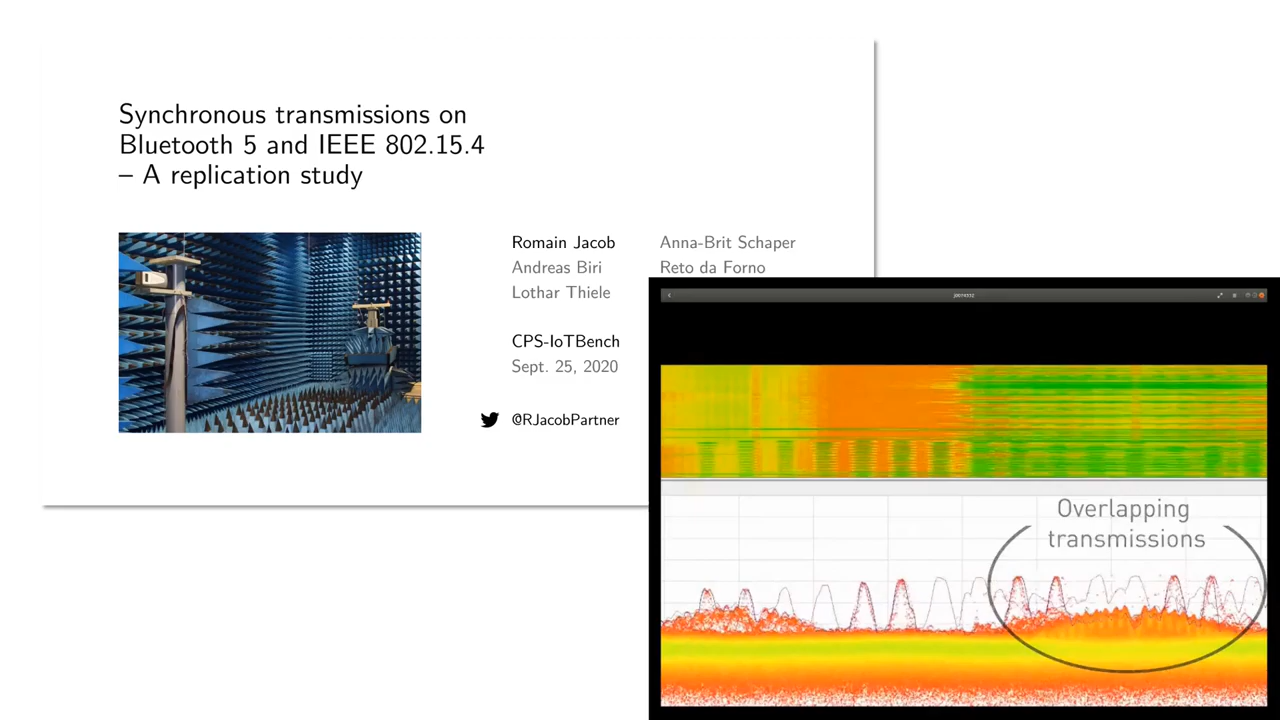 Synchronous transmissions on
Bluetooth 5 and IEEE 802.15.4
– A replication study
Romain Jacob
Anna-Brit Schaper
Andreas Biri
Reto da Forno
Lothar Thiele
CPS-IoTBench
Sept. 25, 2020
@RJacobPartner
Overlapping
transmissions